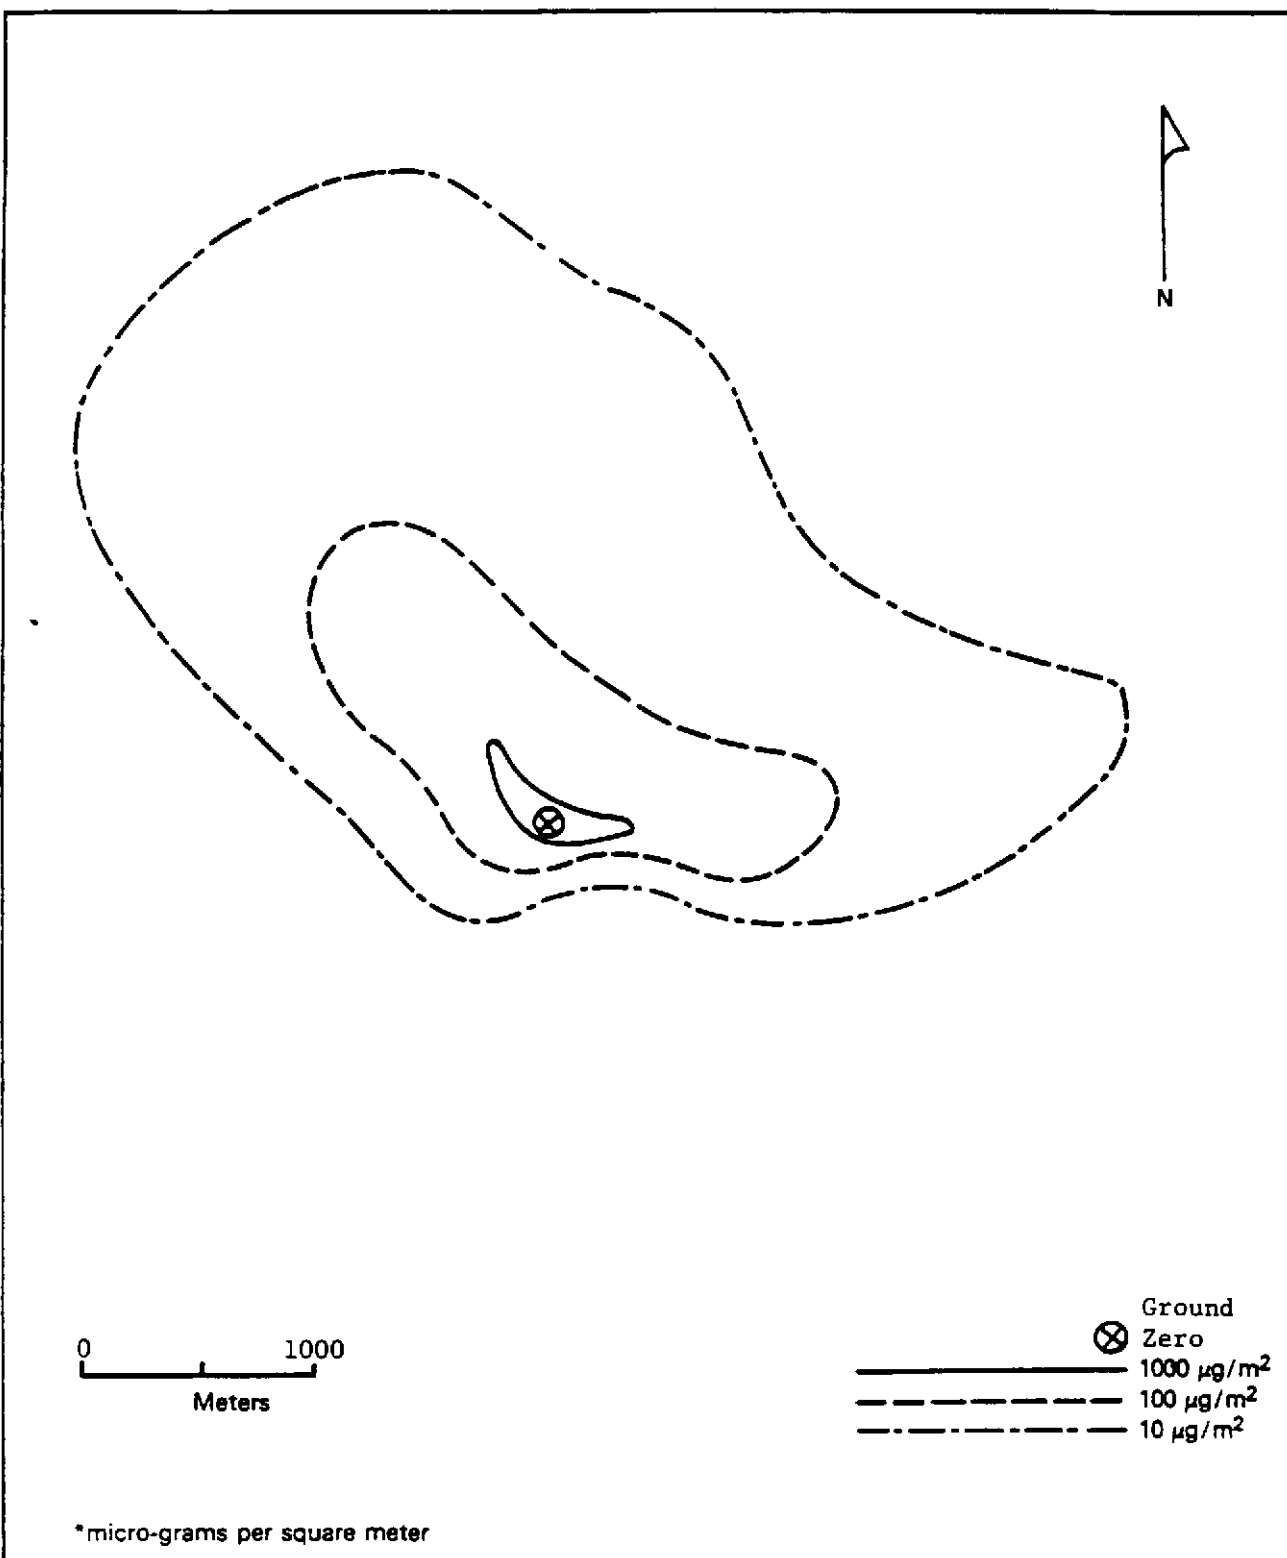 N
0 1000
Meters
Ground
Zero
1000 µg/m²
100 µg/m²
10 µg/m²
*micro-grams per square meter